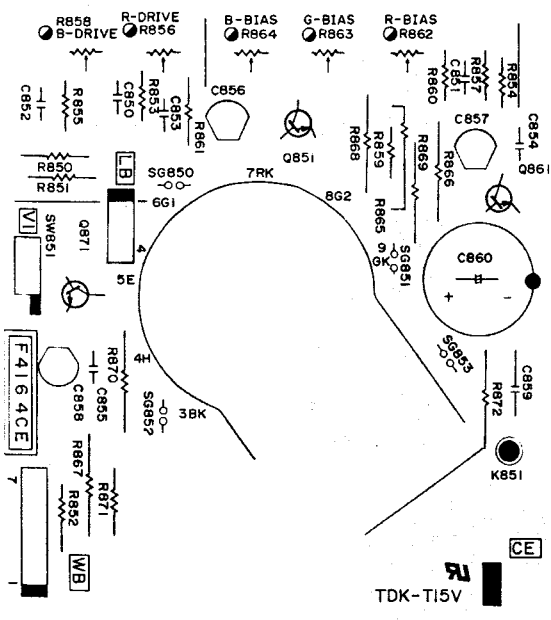 R858
B-DRIVE
R-DRIVE
R856
B-BIAS
R864
G-BIAS
R863
R-BIAS
R862
C852
R855
C850
R853
C853
R861
C856
Q851
R868
R859
R869
R860
C851
R857
R854
C857
C854
Q861
R866
R865
R850
R851
LB
SG850
7RK
8G2
6G1
4
5E
VI
SW851
Q871
9
GK
SG851
C860
+
-
F4164CE
C858
C855
R870
4H
SG852
3BK
SG853
R872
C859
K851
7
1
R867
R852
R871
WB
CE
UR
TDK-T15V